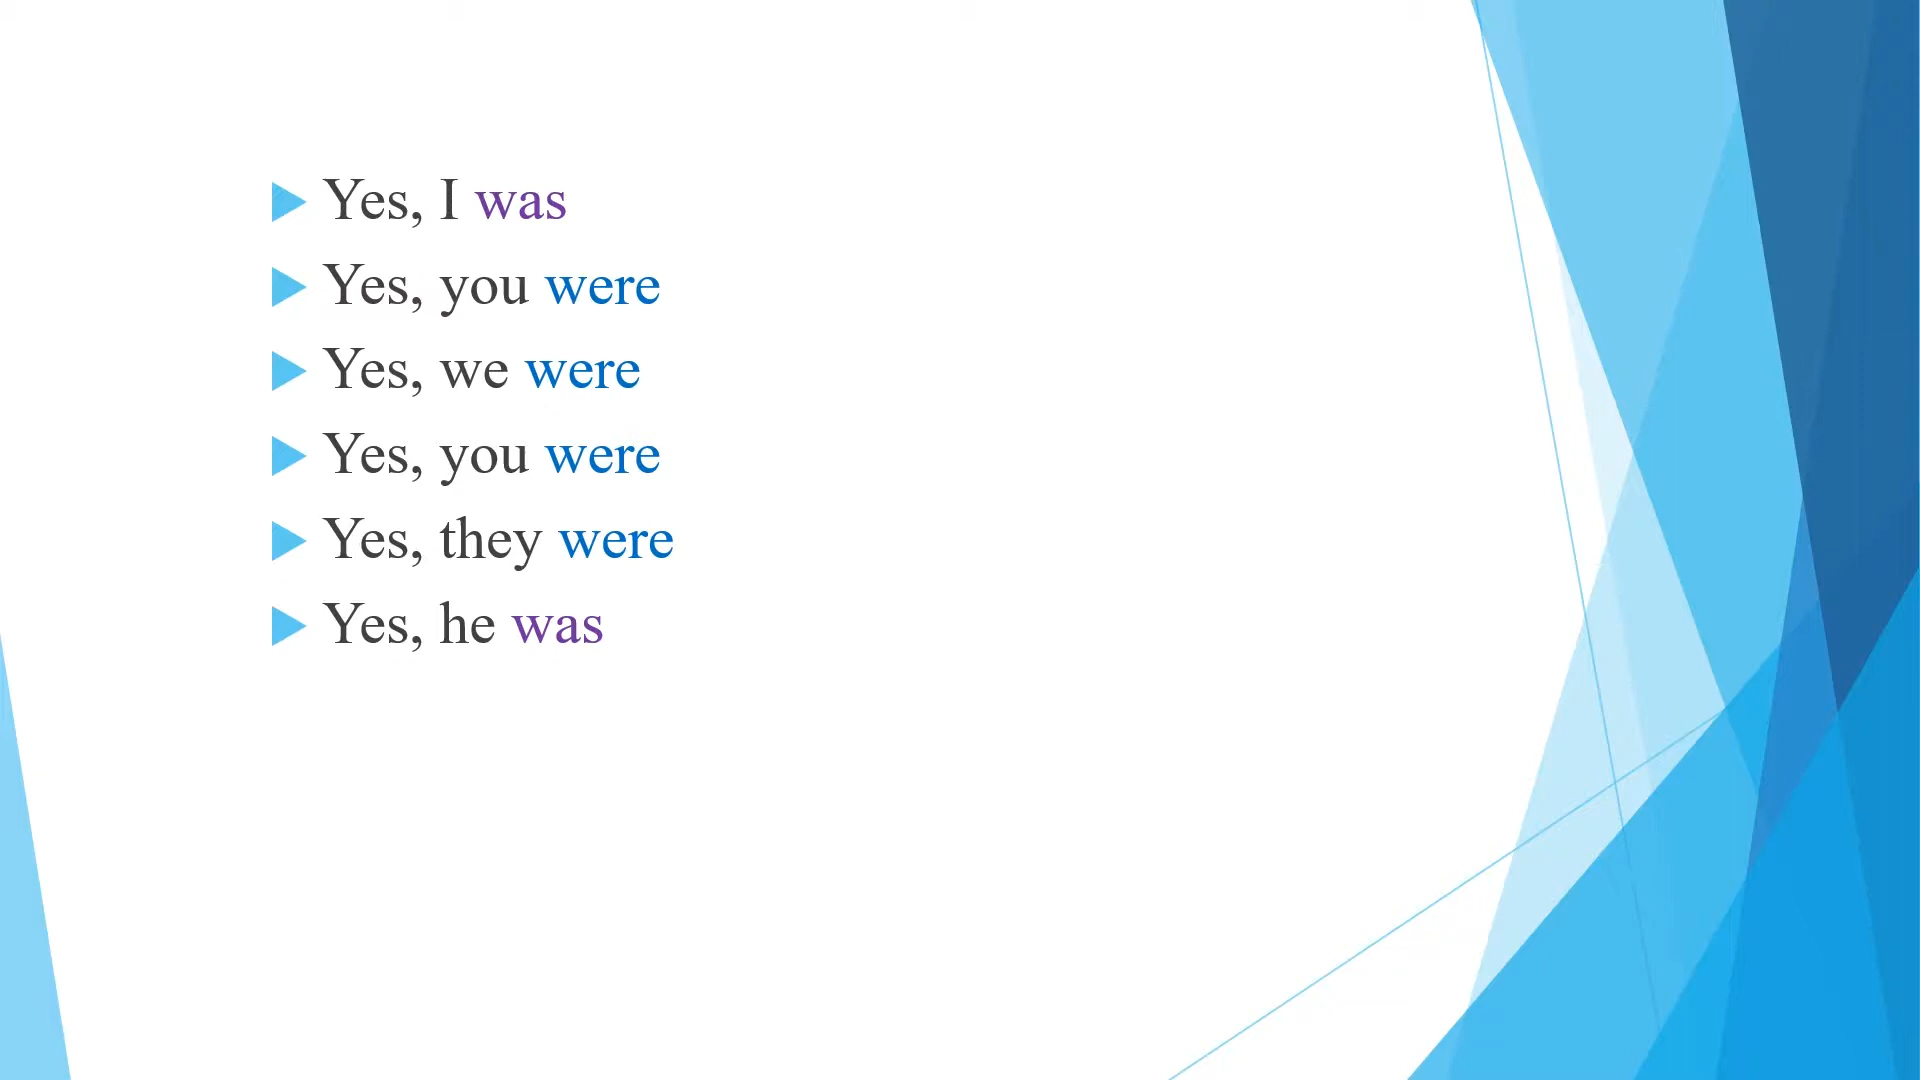 Yes, I was
Yes, you were
Yes, we were
Yes, you were
Yes, they were
Yes, he was